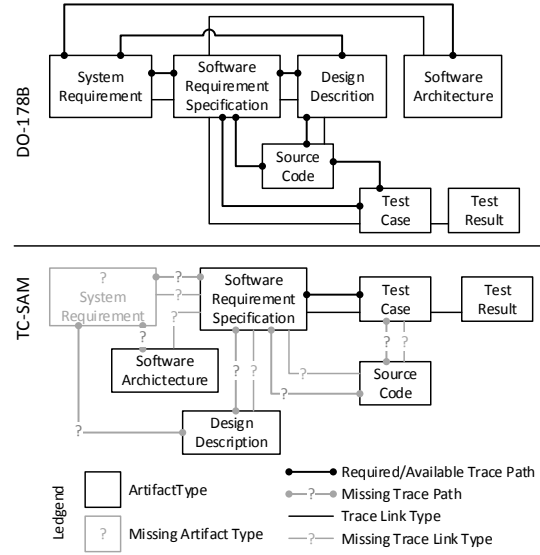 DO-178B
System
Requirement
Software
Requirement
Specification
Design
Descrition
Software
Architecture
Source
Code
Test
Case
Test
Result
TC-SAM
?
System
Requirement
?
?
?
Software
Requirement
Specification
Test
Case
Test
Result
?
Software
Archictecture
?
?
?
?
?
?
Source
Code
?
Design
Description
?
Ledgend
ArtifactType
?
Missing Artifact Type
Required/Available Trace Path
?
Missing Trace Path
Trace Link Type
?
Missing Trace Link Type